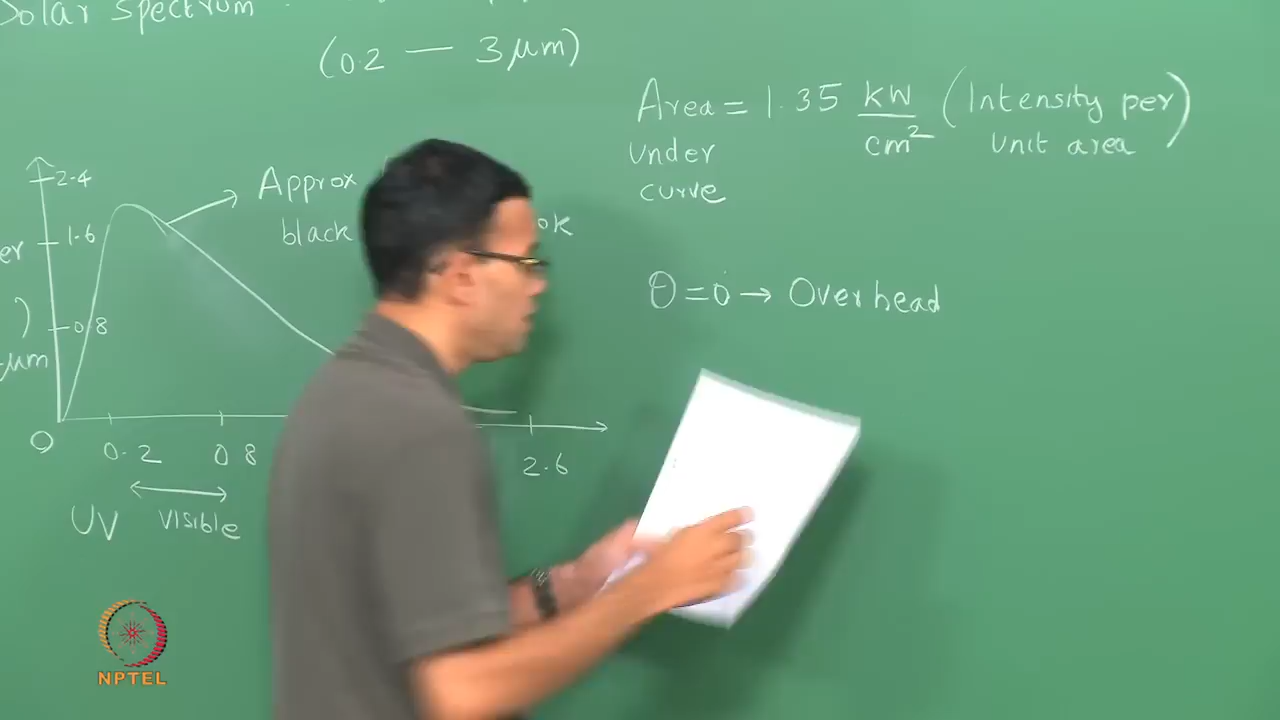 Solar spectrum
(0.2 — 3 μm)
Area = 1.35 kW/cm² (Intensity per unit area)
under
curve
2.4
1.6
0.8
μm
Approx
black
θ = 0 → Overhead
0
0.2
0.8
2.6
UV
visible
NPTEL